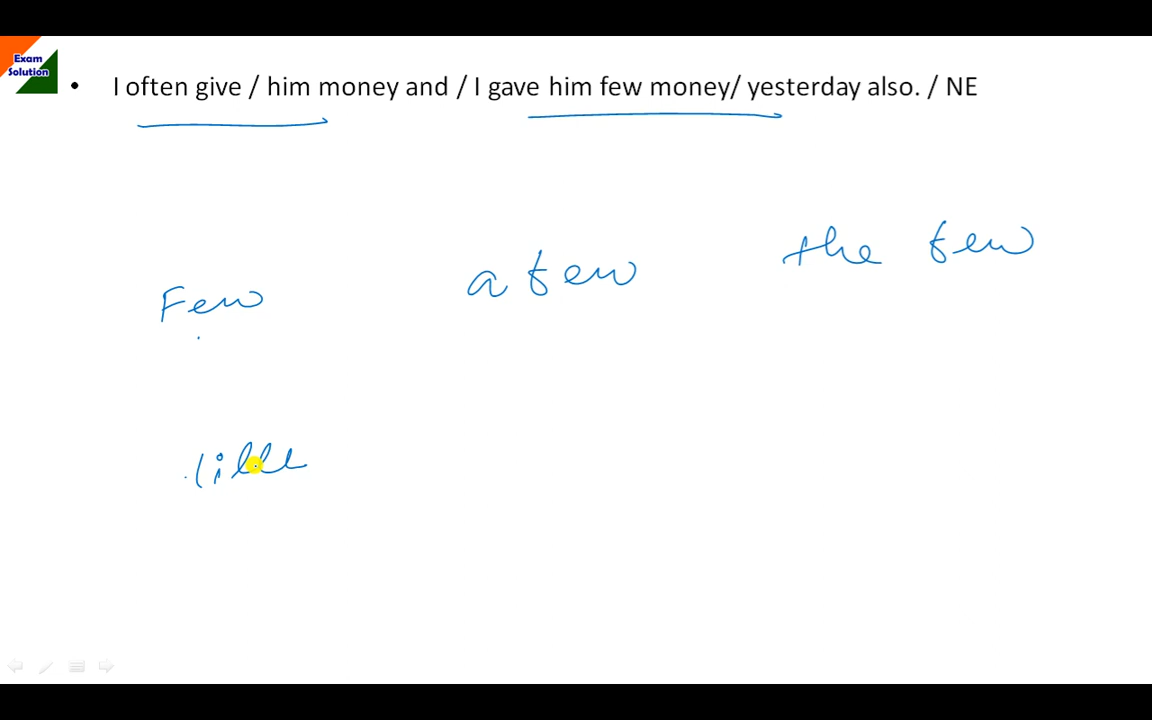 Exam
Solution
• I often give / him money and / I gave him few money/ yesterday also. / NE
Few a few the few
little